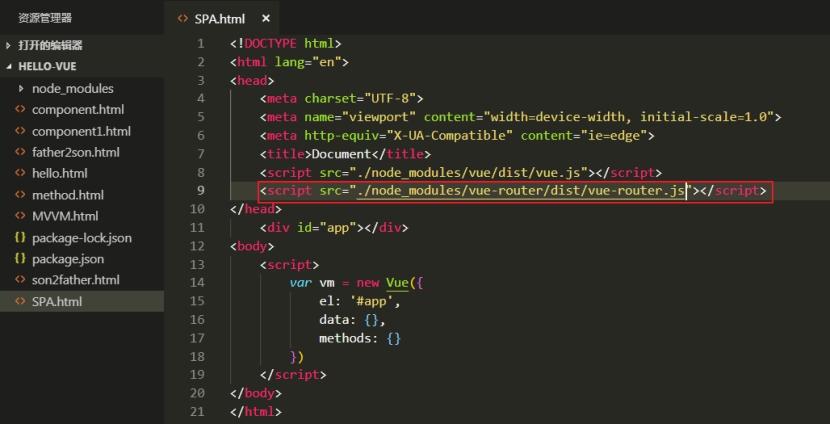 资源管理器
打开的编辑器
HELLO-VUE
node_modules
component.html
component1.html
father2son.html
hello.html
method.html
MVVM.html
package-lock.json
package.json
son2father.html
SPA.html
SPA.html ×
1 <!DOCTYPE html>
2 <html lang="en">
3 <head>
4 <meta charset="UTF-8">
5 <meta name="viewport" content="width=device-width, initial-scale=1.0">
6 <meta http-equiv="X-UA-Compatible" content="ie=edge">
7 <title>Document</title>
8 <script src="./node_modules/vue/dist/vue.js"></script>
9 <script src="./node_modules/vue-router/dist/vue-router.js"></script>
10 </head>
11 <div id="app"></div>
12 <body>
13 <script>
14 var vm = new Vue({
15 el: '#app',
16 data: {},
17 methods: {}
18 })
19 </script>
20 </body>
21 </html>